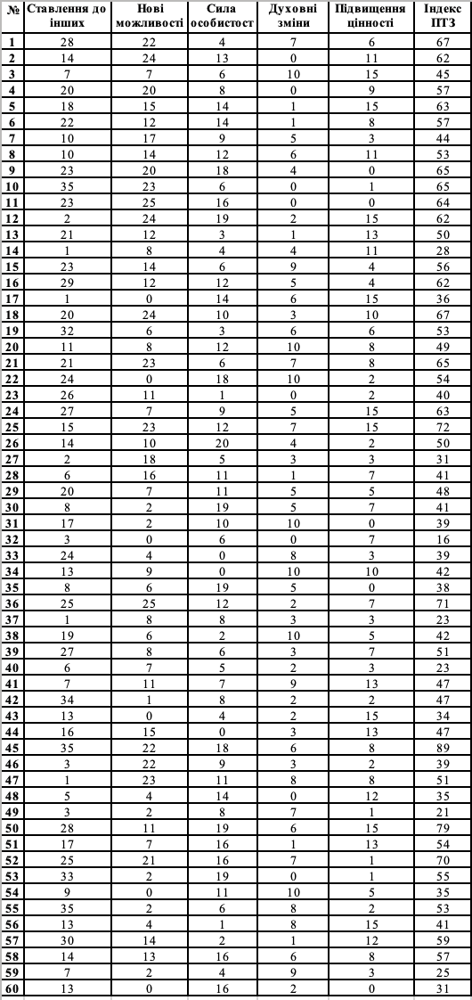 № Ставлення до інших Нові можливості Сила особистост Духовні зміни Підвищення цінності Індекс ПТЗ
1 28 22 4 7 6 67
2 14 24 13 0 11 62
3 7 7 6 10 15 45
4 20 20 8 0 9 57
5 18 15 14 1 15 63
6 22 12 14 1 8 57
7 10 17 9 5 3 44
8 10 14 12 6 11 53
9 23 20 18 4 0 65
10 35 23 6 0 1 65
11 23 25 16 0 0 64
12 2 24 19 2 15 62
13 21 12 3 1 13 50
14 1 8 4 4 11 28
15 23 14 6 9 4 56
16 29 12 12 5 4 62
17 1 0 14 6 15 36
18 20 24 10 3 10 67
19 32 6 3 6 6 53
20 11 8 12 10 8 49
21 21 23 6 7 8 65
22 24 0 18 10 2 54
23 26 11 1 0 2 40
24 27 7 9 5 15 63
25 15 23 12 7 15 72
26 14 10 20 4 2 50
27 2 18 5 3 3 31
28 6 16 11 1 7 41
29 20 7 11 5 5 48
30 8 2 19 5 7 41
31 17 2 10 10 0 39
32 3 0 6 0 7 16
33 24 4 0 8 3 39
34 13 9 0 10 10 42
35 8 6 19 5 0 38
36 25 25 12 2 7 71
37 1 8 8 3 3 23
38 19 6 2 10 5 42
39 27 8 6 3 7 51
40 6 7 5 2 3 23
41 7 11 7 9 13 47
42 34 1 8 2 2 47
43 13 0 4 2 15 34
44 16 15 0 3 13 47
45 35 22 18 6 8 89
46 3 22 9 3 2 39
47 1 23 11 8 8 51
48 5 4 14 0 12 35
49 3 2 8 7 1 21
50 28 11 19 6 15 79
51 17 7 16 1 13 54
52 25 21 16 7 1 70
53 33 2 19 0 1 55
54 9 0 11 10 5 35
55 35 2 6 8 2 53
56 13 4 1 8 15 41
57 30 14 2 1 12 59
58 14 13 16 6 8 57
59 7 2 4 9 3 25
60 13 0 16 2 0 31